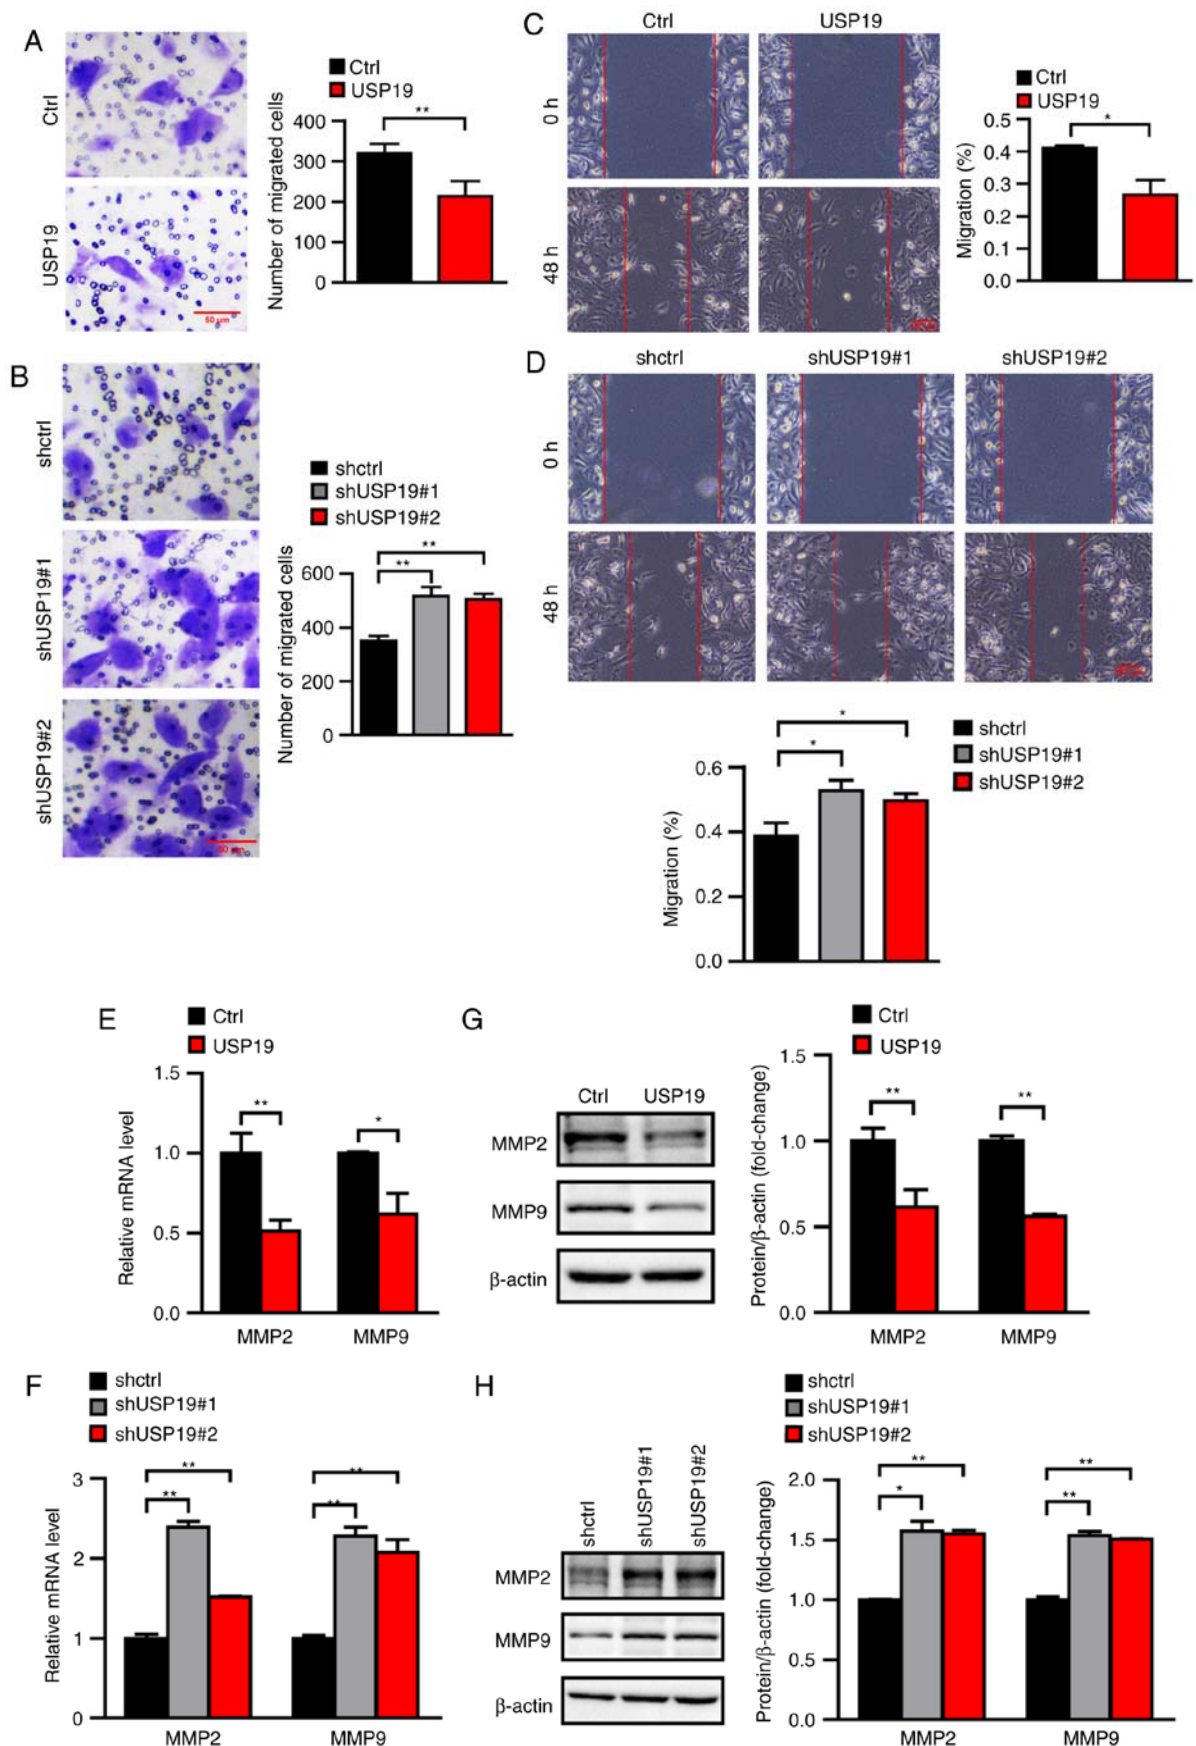 A
Ctrl
USP19
50 µm
Ctrl
USP19
**
Number of migrated cells
400
300
200
100
0
B
shctrl
shUSP19#1
shUSP19#2
50 µm
shctrl
shUSP19#1
shUSP19#2
**
**
Number of migrated cells
600
400
200
0
C
Ctrl
USP19
0 h
48 h
Ctrl
USP19
*
Migration (%)
0.5
0.4
0.3
0.2
0.1
0.0
D
shctrl
shUSP19#1
shUSP19#2
0 h
48 h
shctrl
shUSP19#1
shUSP19#2
*
*
Migration (%)
0.6
0.4
0.2
0.0
E
Ctrl
USP19
Relative mRNA level
1.5
1.0
0.5
0.0
**
*
MMP2
MMP9
G
Ctrl
USP19
MMP2
MMP9
β-actin
Ctrl
USP19
Protein/β-actin (fold-change)
1.5
1.0
0.5
0.0
**
**
MMP2
MMP9
F
shctrl
shUSP19#1
shUSP19#2
Relative mRNA level
3
2
1
0
**
**
**
**
MMP2
MMP9
H
shctrl
shUSP19#1
shUSP19#2
MMP2
MMP9
β-actin
shctrl
shUSP19#1
shUSP19#2
Protein/β-actin (fold-change)
2.0
1.5
1.0
0.5
0.0
**
*
**
**
MMP2
MMP9